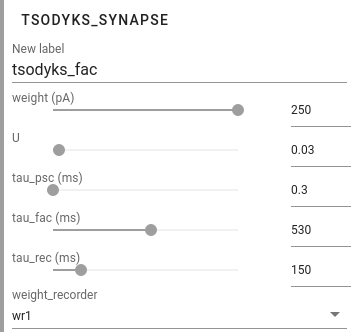 TSODYKS_SYNAPSE
New label
tsodyks_fac
weight (pA)
250
U
0.03
tau_psc (ms)
0.3
tau_fac (ms)
530
tau_rec (ms)
150
weight_recorder
wr1